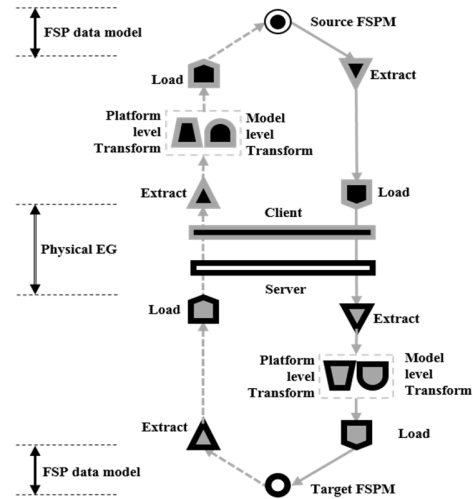 FSP data model
Source FSPM
Load
Extract
Platform
level
Transform
Model
level
Transform
Extract
Load
Client
Physical EG
Server
Load
Extract
Platform
level
Transform
Model
level
Transform
Extract
Load
FSP data model
Target FSPM